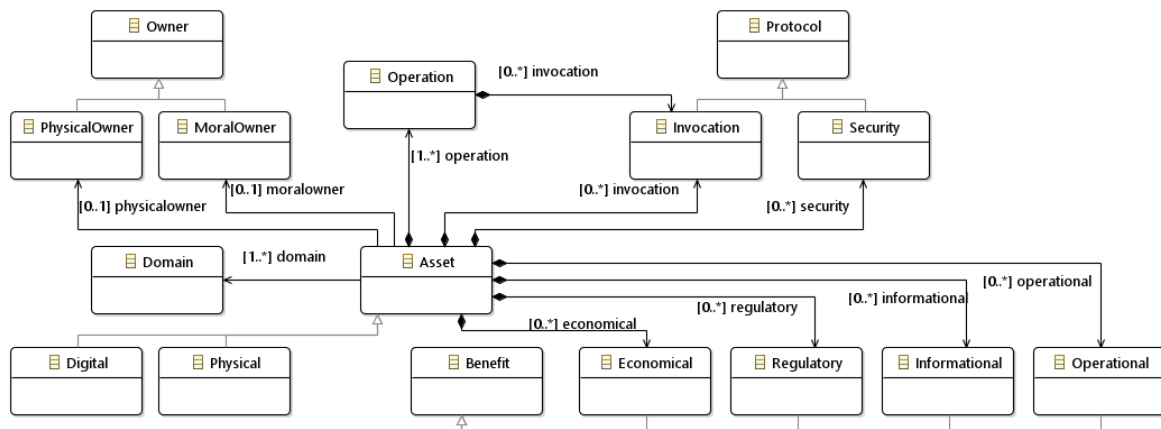 Owner
Protocol
Operation
[0..*] invocation
PhysicalOwner
MoralOwner
Invocation
Security
[1..*] operation
[0..1] moralowner
[0..*] invocation
[0..1] physicalowner
[0..*] security
Domain
[1..*] domain
Asset
[0..*] operational
[0..*] informational
[0..*] regulatory
[0..*] economical
Digital
Physical
Benefit
Economical
Regulatory
Informational
Operational